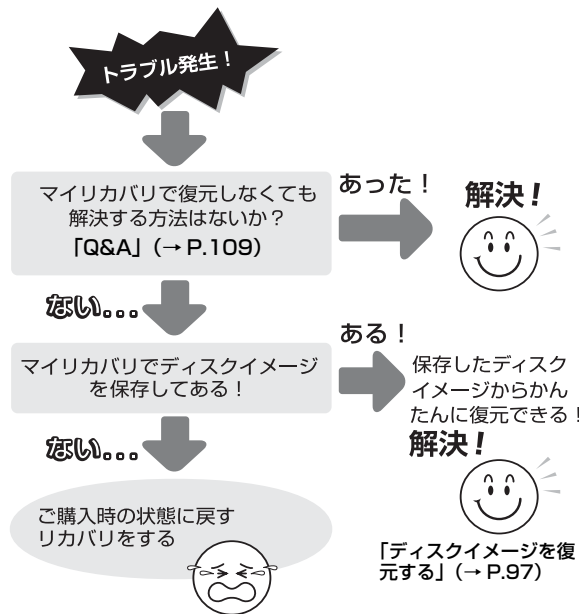 トラブル発生！
マイリカバリで復元しなくても
解決する方法はないか？
「Q&A」（→P.109）
あった！
解決！
ない...
マイリカバリでディスクイメージ
を保存してある！
ある！
保存したディスク
イメージからかん
たんに復元できる！
解決！
「ディスクイメージを復
元する」（→P.97）
ない...
ご購入時の状態に戻す
リカバリをする